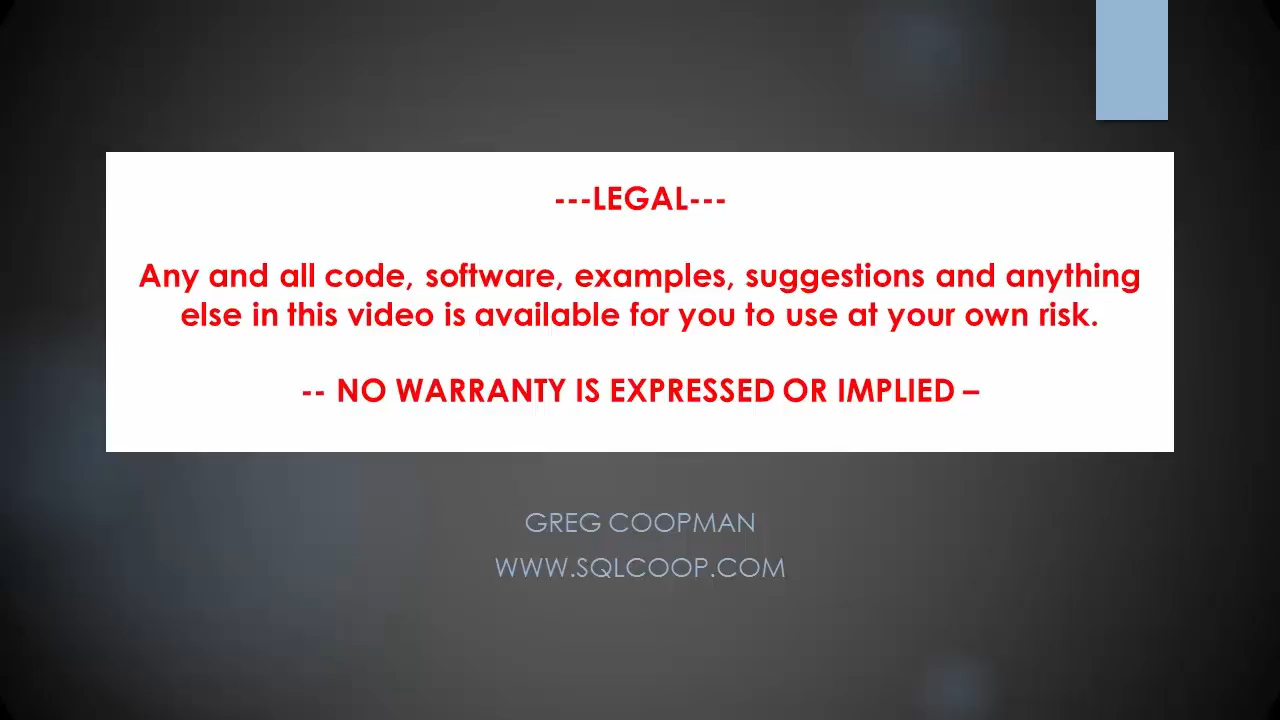 ---LEGAL---
Any and all code, software, examples, suggestions and anything
else in this video is available for you to use at your own risk.
-- NO WARRANTY IS EXPRESSED OR IMPLIED –
GREG COOPMAN
WWW.SQLCOOP.COM